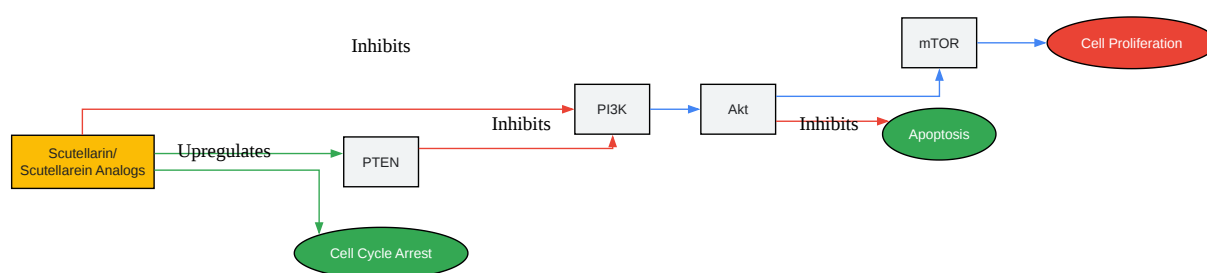 Inhibits
mTOR
Cell Proliferation
PI3K
Akt
Inhibits
Inhibits
Apoptosis
Scutellarin/
Scutellarein Analogs
Upregulates
PTEN
Cell Cycle Arrest